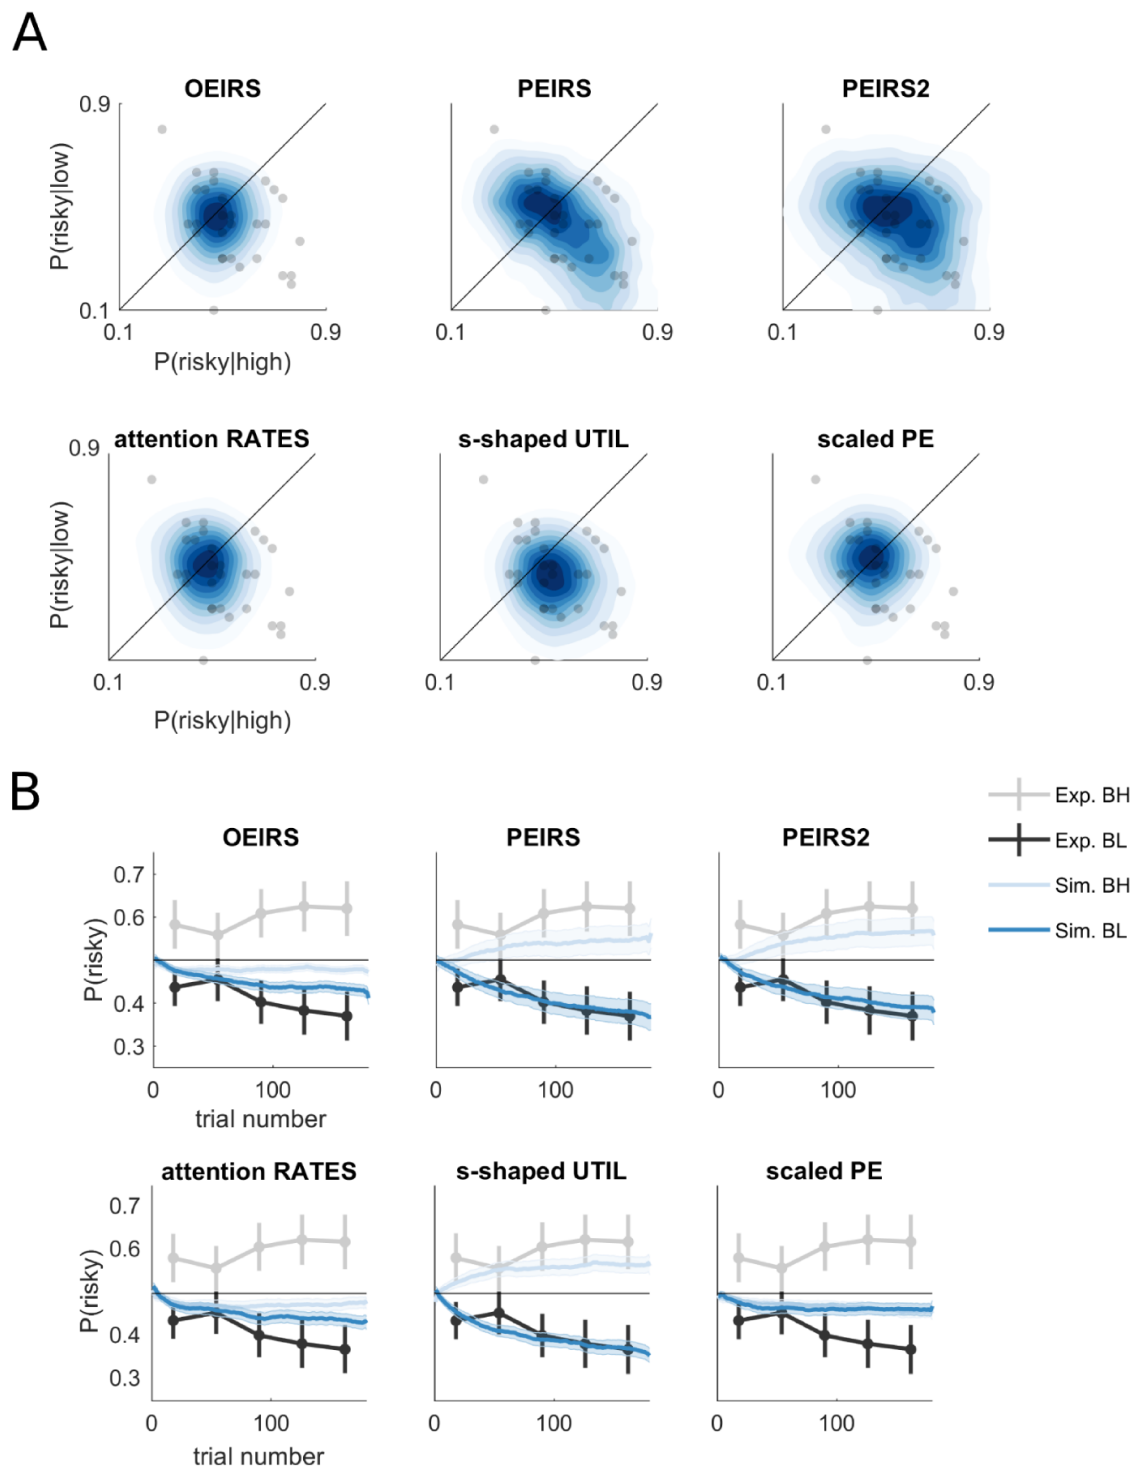 A
OEIRS PEIRS PEIRS2
0.9
P(risky|low)
0.1
0.1 0.9 0.1 0.9 0.1 0.9
P(risky|high)
attention RATES s-shaped UTIL scaled PE
0.9
P(risky|low)
0.1 0.9 0.1 0.9 0.1 0.9
P(risky|high)
B
Exp. BH
Exp. BL
Sim. BH
Sim. BL
OEIRS PEIRS PEIRS2
0.7
0.6
P(risky)
0.4
0.3
0 100 0 100 0 100
trial number
attention RATES s-shaped UTIL scaled PE
0.7
0.6
P(risky)
0.4
0.3
0 100 0 100 0 100
trial number